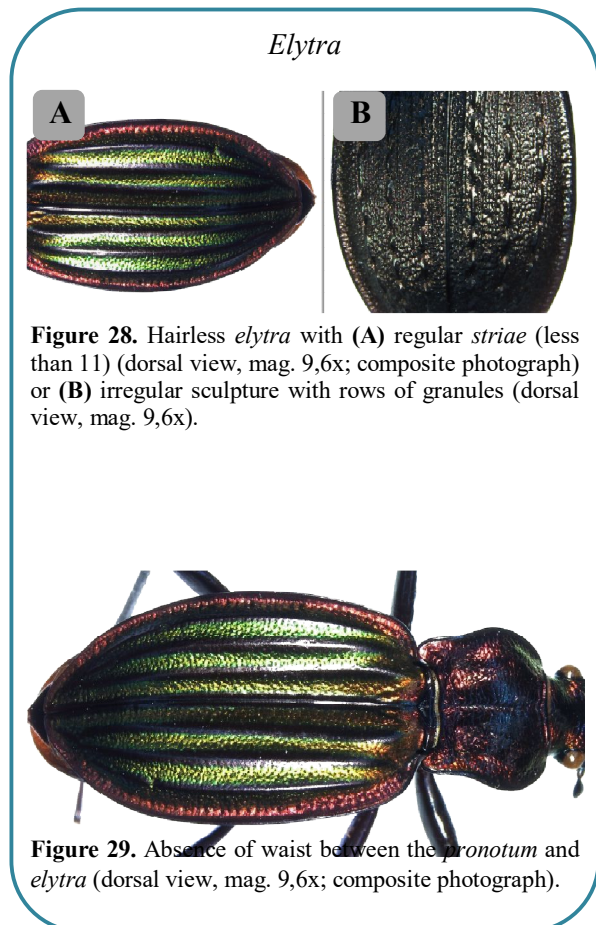 Elytra
A
B
Figure 28. Hairless elytra with (A) regular striae (less
than 11) (dorsal view, mag. 9,6x; composite photograph)
or (B) irregular sculpture with rows of granules (dorsal
view, mag. 9,6x).
Figure 29. Absence of waist between the pronotum and
elytra (dorsal view, mag. 9,6x; composite photograph).